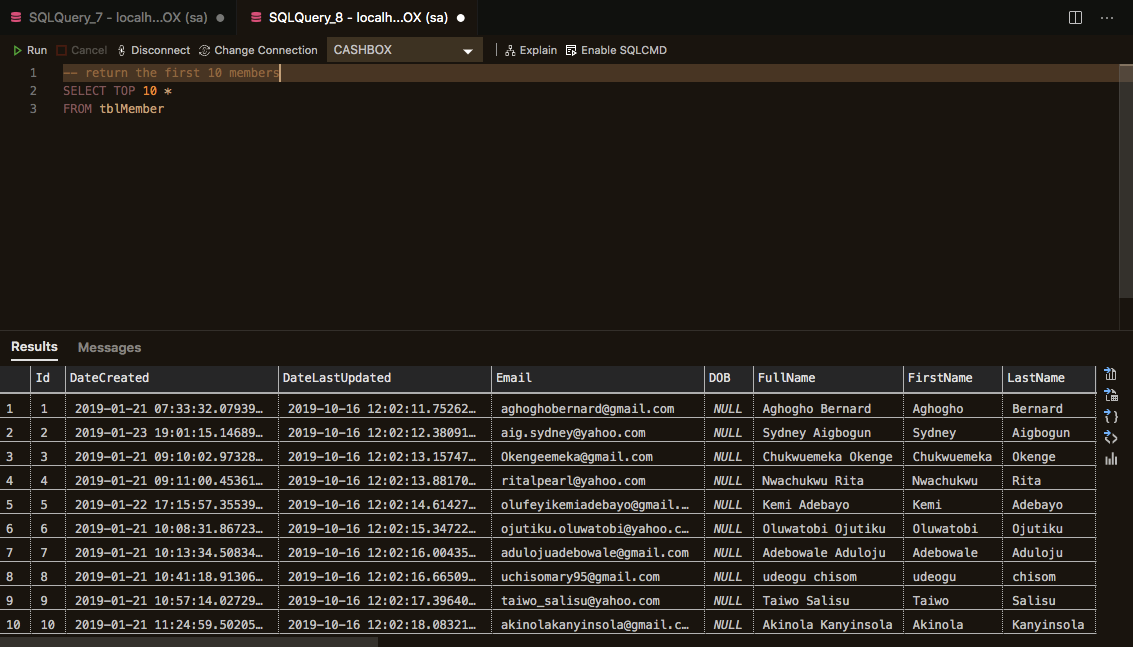 SQLQuery_7 - localh...OX (sa) SQLQuery_8 - localh...OX (sa)
Run Cancel Disconnect Change Connection CASHBOX Explain Enable SQLCMD
1 -- return the first 10 members
2 SELECT TOP 10 *
3 FROM tblMember
Results Messages
Id DateCreated DateLastUpdated Email DOB FullName FirstName LastName
1 1 2019-01-21 07:33:32.07939… 2019-10-16 12:02:11.75262… aghoghobernard@gmail.com NULL Aghogho Bernard Aghogho Bernard
2 2 2019-01-23 19:01:15.14689… 2019-10-16 12:02:12.38091… aig.sydney@yahoo.com NULL Sydney Aigbogun Sydney Aigbogun
3 3 2019-01-21 09:10:02.97328… 2019-10-16 12:02:13.15747… Okengeemeka@gmail.com NULL Chukwuemeka Okenge Chukwuemeka Okenge
4 4 2019-01-21 09:11:00.45361… 2019-10-16 12:02:13.88170… ritalpearl@yahoo.com NULL Nwachukwu Rita Nwachukwu Rita
5 5 2019-01-22 17:15:57.35539… 2019-10-16 12:02:14.61427… olufeyikemiadebayo@gmail.… NULL Kemi Adebayo Kemi Adebayo
6 6 2019-01-21 10:08:31.86723… 2019-10-16 12:02:15.34722… ojutiku.oluwatobi@yahoo.c… NULL Oluwatobi Ojutiku Oluwatobi Ojutiku
7 7 2019-01-21 10:13:34.50834… 2019-10-16 12:02:16.00435… adulojuadebowale@gmail.com NULL Adebowale Aduloju Adebowale Aduloju
8 8 2019-01-21 10:41:18.91306… 2019-10-16 12:02:16.66509… uchisomary95@gmail.com NULL udeogu chisom udeogu chisom
9 9 2019-01-21 10:57:14.02729… 2019-10-16 12:02:17.39640… taiwo_salisu@yahoo.com NULL Taiwo Salisu Taiwo Salisu
10 10 2019-01-21 11:24:59.50205… 2019-10-16 12:02:18.08321… akinolakanyinsola@gmail.c… NULL Akinola Kanyinsola Akinola Kanyinsola